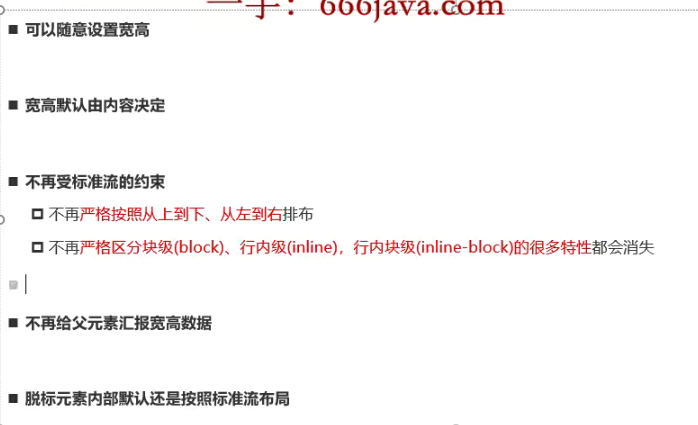 一手：666java.com
可以随意设置宽高
宽高默认由内容决定
不再受标准流的约束
不再严格按照从上到下、从左到右排布
不再严格区分块级(block)、行内级(inline)，行内块级(inline-block)的很多特性都会消失
不再给父元素汇报宽高数据
脱标元素内部默认还是按照标准流布局